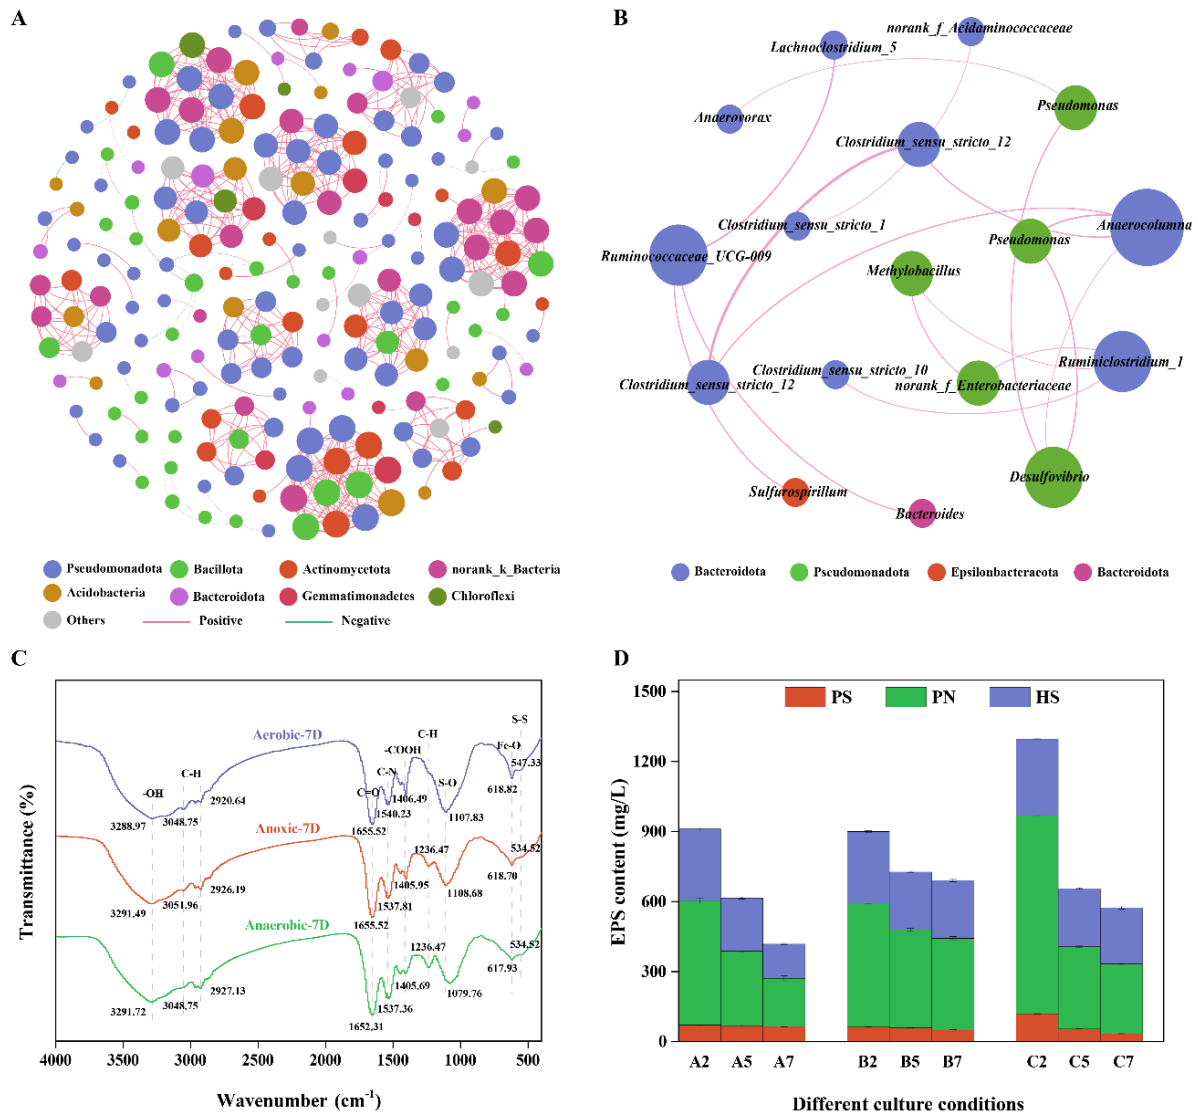 A
B
norank_f_Acidaminococcaceae
Lachnoclostridium_5
Pseudomonas
Anaerovorax
Clostridium_sensu_stricto_12
Clostridium_sensu_stricto_1
Anaerocolumna
Pseudomonas
Ruminococcaceae_UCG-009
Methylobacillus
Ruminiclostridium_1
Clostridium_sensu_stricto_10
Clostridium_sensu_stricto_12
norank_f_Enterobacteriaceae
Desulfovibrio
Sulfurospirillum
Bacteroides
Pseudomonadota Bacillota Actinomycetota norank_k_Bacteria
Acidobacteria Bacteroidota Gemmatimonadetes Chloroflexi
Others Positive Negative
Bacteroidota Pseudomonadota Epsilonbacteraeota Bacteroidota
C
Transmittance (%)
Aerobic-7D
-OH
C-H
C=O
C-N
-COOH
C-H
S-O
Fe-O
S-S
3288.97
3048.75
2920.64
1655.52
1540.23
1406.49
1107.83
618.82
547.33
Anoxic-7D
3291.49
3051.96
2926.19
1655.52
1537.81
1405.95
1236.47
1108.68
618.70
534.52
Anaerobic-7D
3291.72
3048.75
2927.13
1652.31
1537.36
1405.69
1236.47
1079.76
617.93
534.52
4000 3500 3000 2500 2000 1500 1000 500
Wavenumber (cm-1)
D
PS PN HS
EPS content (mg/L)
1500
1200
900
600
300
0
A2 A5 A7 B2 B5 B7 C2 C5 C7
Different culture conditions